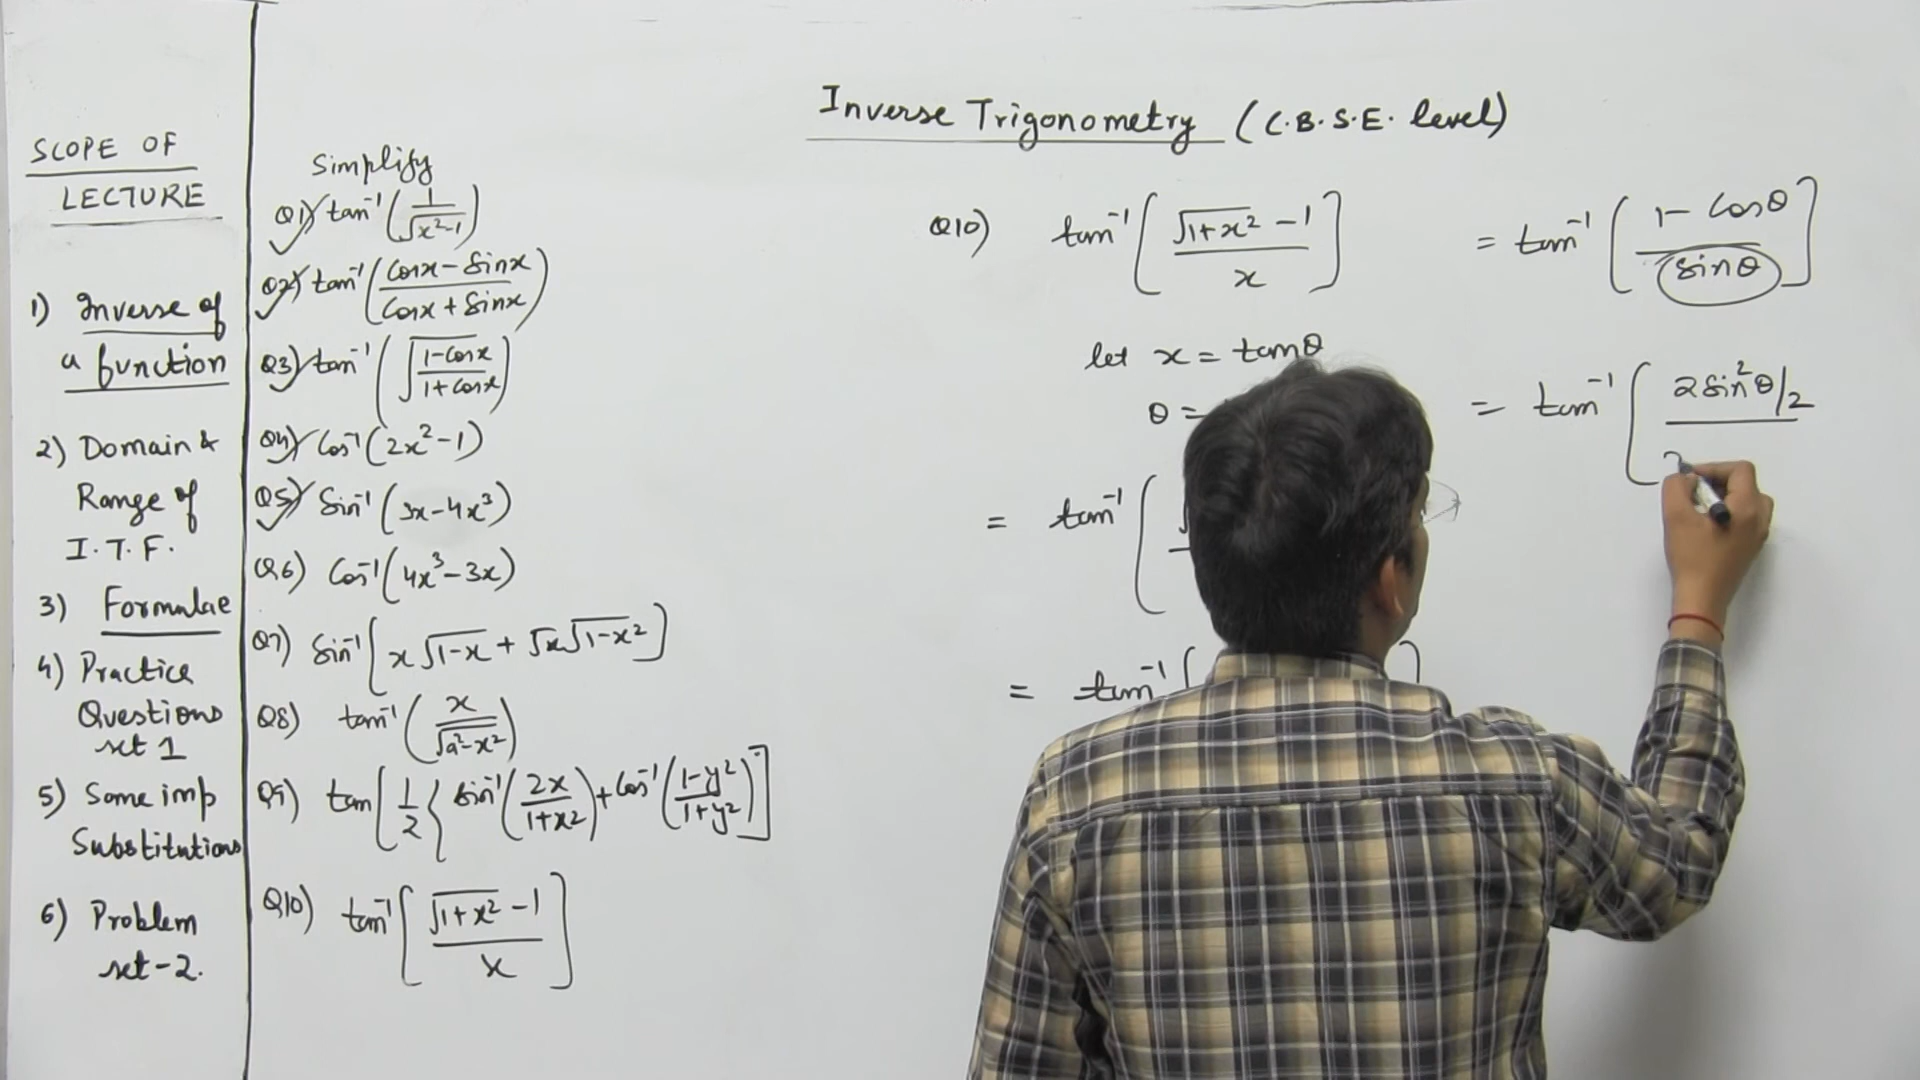 SCOPE OF
LECTURE
1) Inverse of
a function
2) Domain &
Range of
I.T.F.
3) Formulae
4) Practice
Questions
set 1
5) Some imp
Substitutions
6) Problem
set-2.
Simplify
Q1) tan⁻¹(1/√(x²-1))
Q2) tan⁻¹((cosx - sinx)/(cosx + sinx))
Q3) tan⁻¹(√((1-cosx)/(1+cosx)))
Q4) cos⁻¹(2x²-1)
Q5) sin⁻¹(3x-4x³)
Q6) cos⁻¹(4x³-3x)
Q7) sin⁻¹[x√(1-x) + √x√(1-x²)]
Q8) tan⁻¹(x/√(a²-x²))
Q9) tan[1/2{sin⁻¹(2x/(1+x²)) + cos⁻¹((1-y²)/(1+y²))]
Q10) tan⁻¹[(√(1+x²) - 1)/x]
Inverse Trigonometry (C.B.S.E. level)
Q10) tan⁻¹[(√(1+x²) - 1)/x]
let x = tanθ
θ =
= tan⁻¹(
= tan⁻¹[
= tan⁻¹[(1 - cosθ)/sinθ]
= tan⁻¹[2sin²θ/2